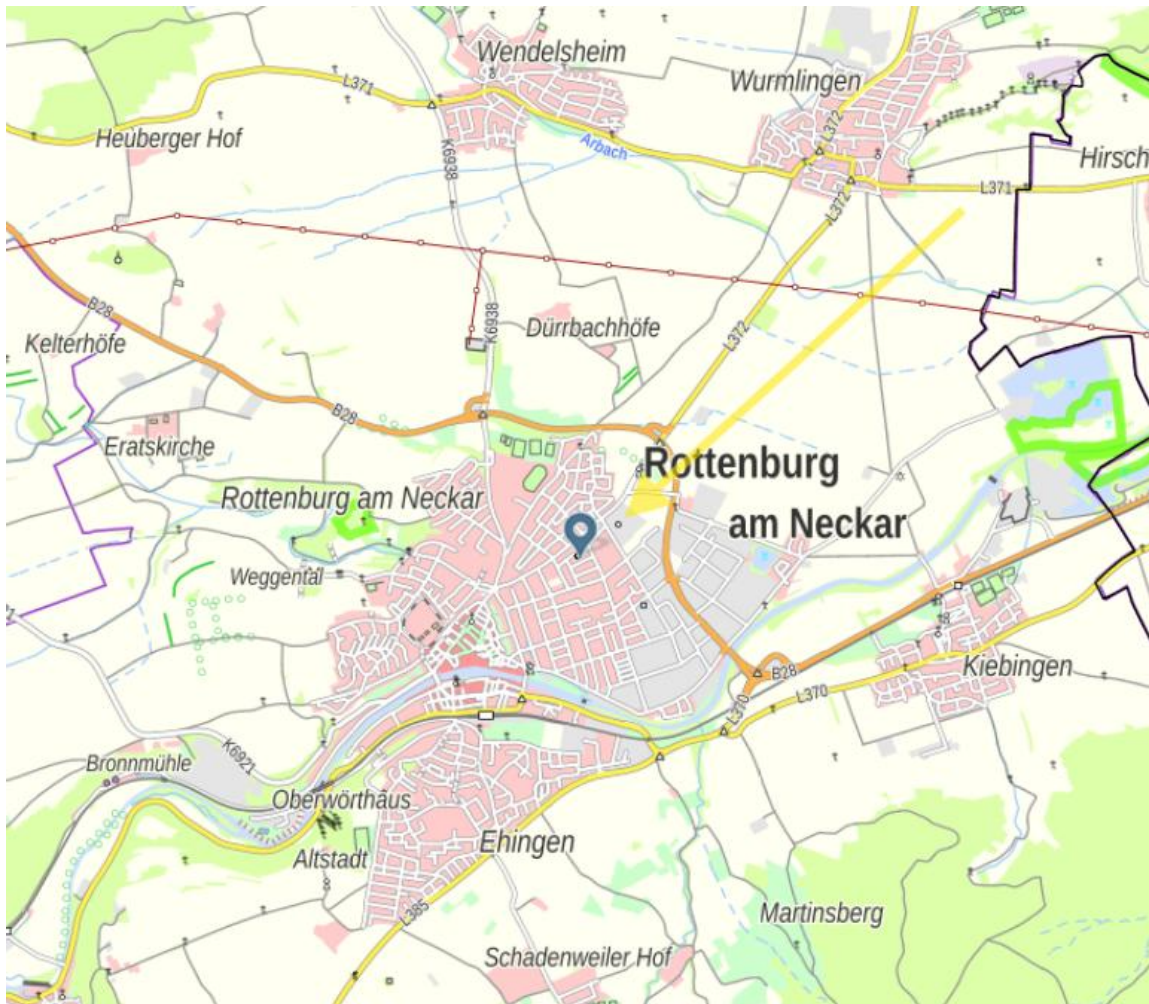 Wendelsheim
Wurmlingen
L371
L372
Heuberger Hof
K6938
Arbach
Hirsch
L371
L372
B28
K6938
Dürrbachhöfe
L372
Kelterhöfe
B28
Eratskirche
Rottenburg
am Neckar
Rottenburg am Neckar
Weggental
B28
Kiebingen
L370
L370
K6921
Bronnmühle
Oberwörthaus
Ehingen
Altstadt
L385
Martinsberg
Schadenweiler Hof